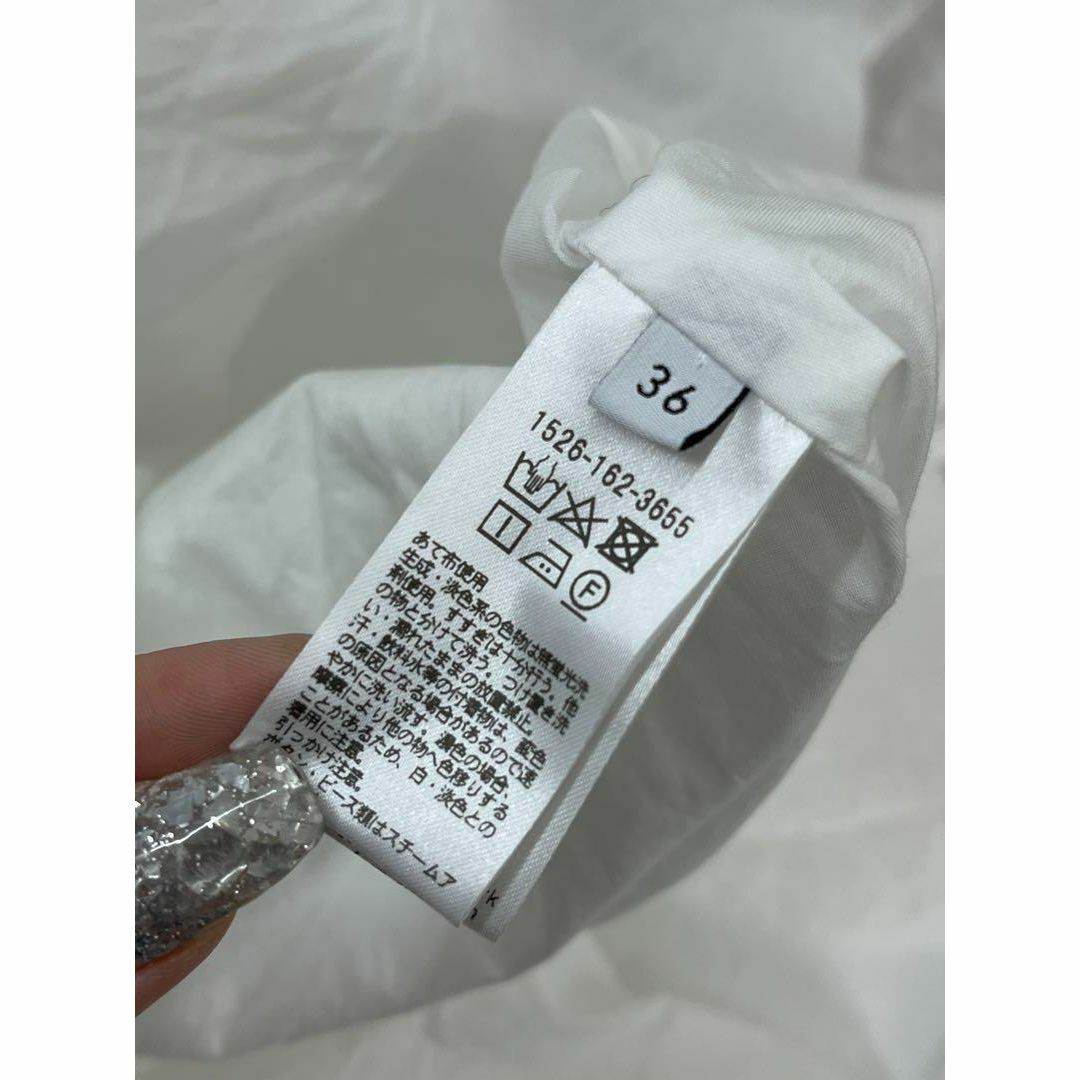 36
1526-162-3655
F
あて布使用
生成・淡色系の色物は無蛍光洗
剤使用。すすぎは十分行う。他
の物と分けて洗う。つけ置き洗
い・濡れたままの放置禁止。
汗・飲料水等の付着物は、変色
の原因となる場合があるので速
やかに洗い流す。濃色の場合、
摩擦により他の物へ色移りする
ことがあるため、白・淡色との
着用に注意。
引っかけ注意。
ボタン・ビーズ類はスチームア